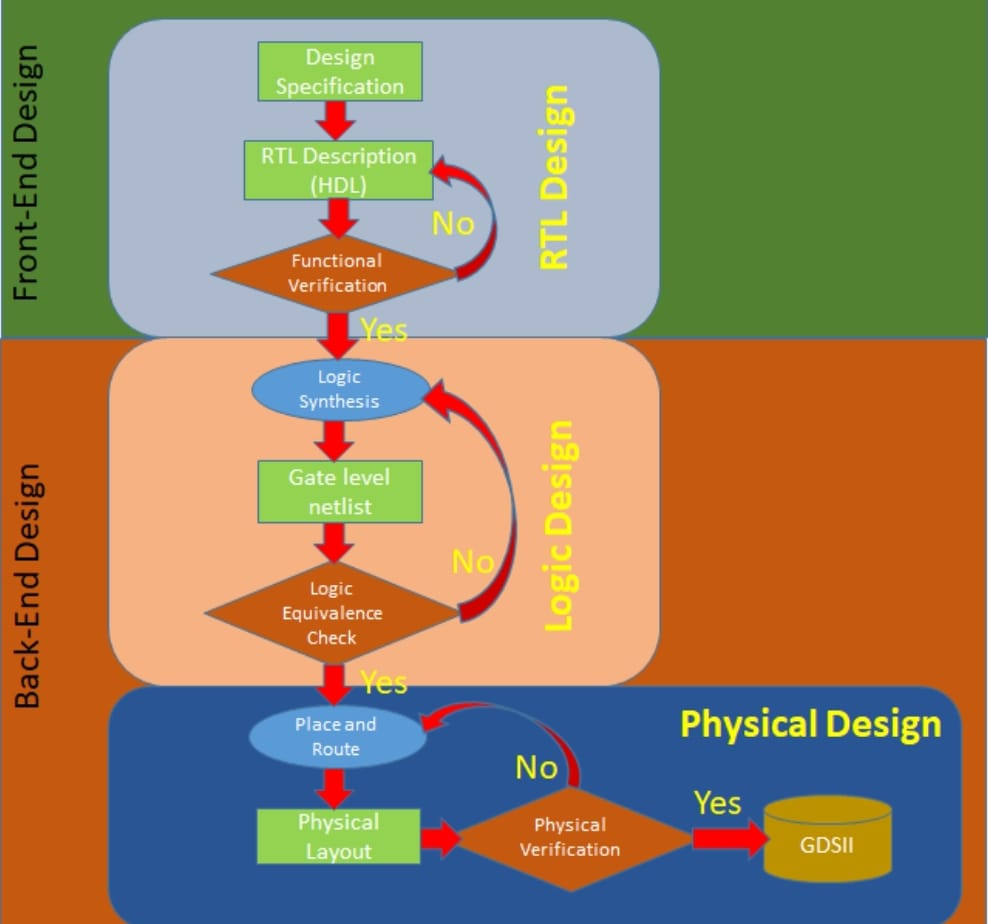 Front-End Design
Design
Specification
RTL Description
(HDL)
No
Functional
Verification
RTL Design
Yes
Back-End Design
Logic
Synthesis
Gate level
netlist
No
Logic
Equivalence
Check
Logic Design
Yes
Physical Design
Place and
Route
No
Physical
Layout
Physical
Verification
Yes
GDSII